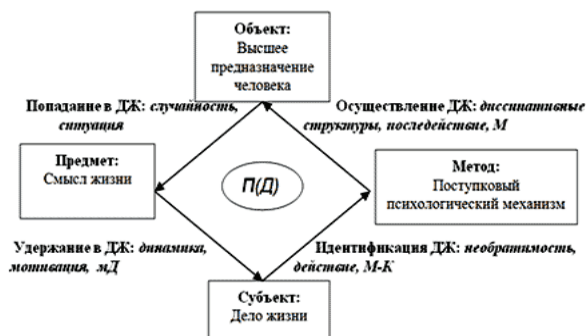 Объект:
Высшее
предназначение
человека
Попадание в ДЖ: случайность,
ситуация
Осуществление ДЖ: диссипативные
структуры, последействие, М
Предмет:
Смысл жизни
П(Д)
Метод:
Поступковый
психологический механизм
Удержание в ДЖ: динамика,
мотивация, мД
Идентификация ДЖ: необратимость,
действие, М-К
Субъект:
Дело жизни